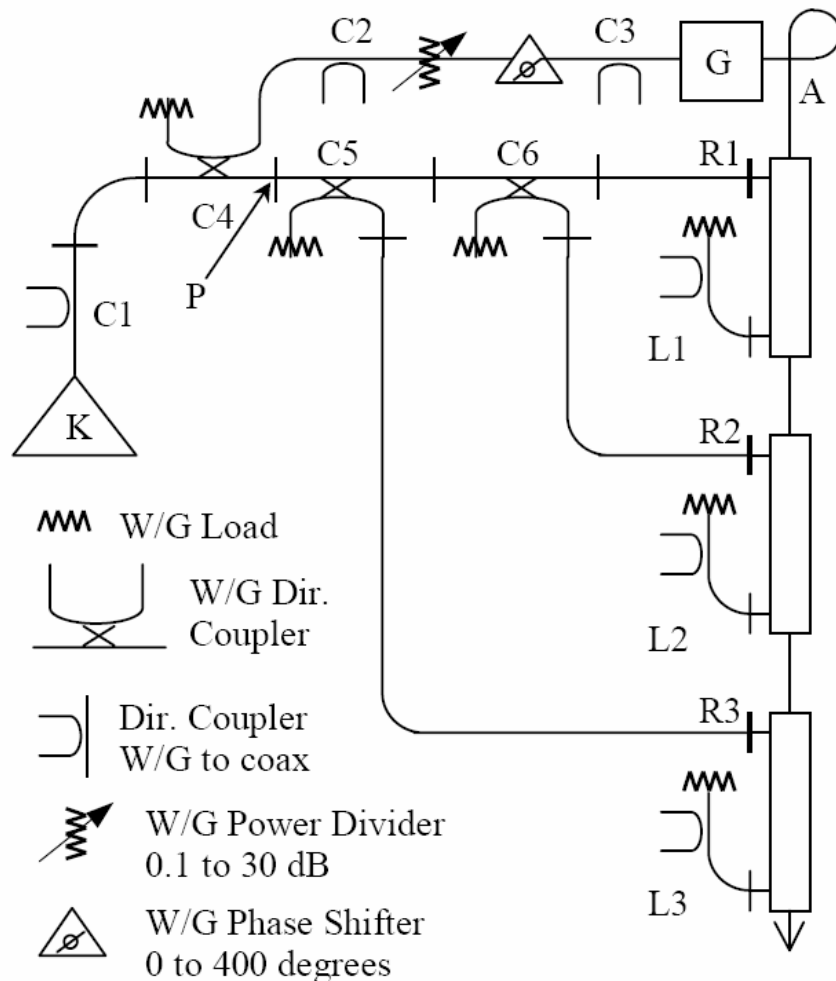 C2
C3
G
A
C4
C5
C6
R1
P
C1
L1
K
R2
W/G Load
L2
W/G Dir.
Coupler
R3
Dir. Coupler
W/G to coax
W/G Power Divider
0.1 to 30 dB
L3
W/G Phase Shifter
0 to 400 degrees